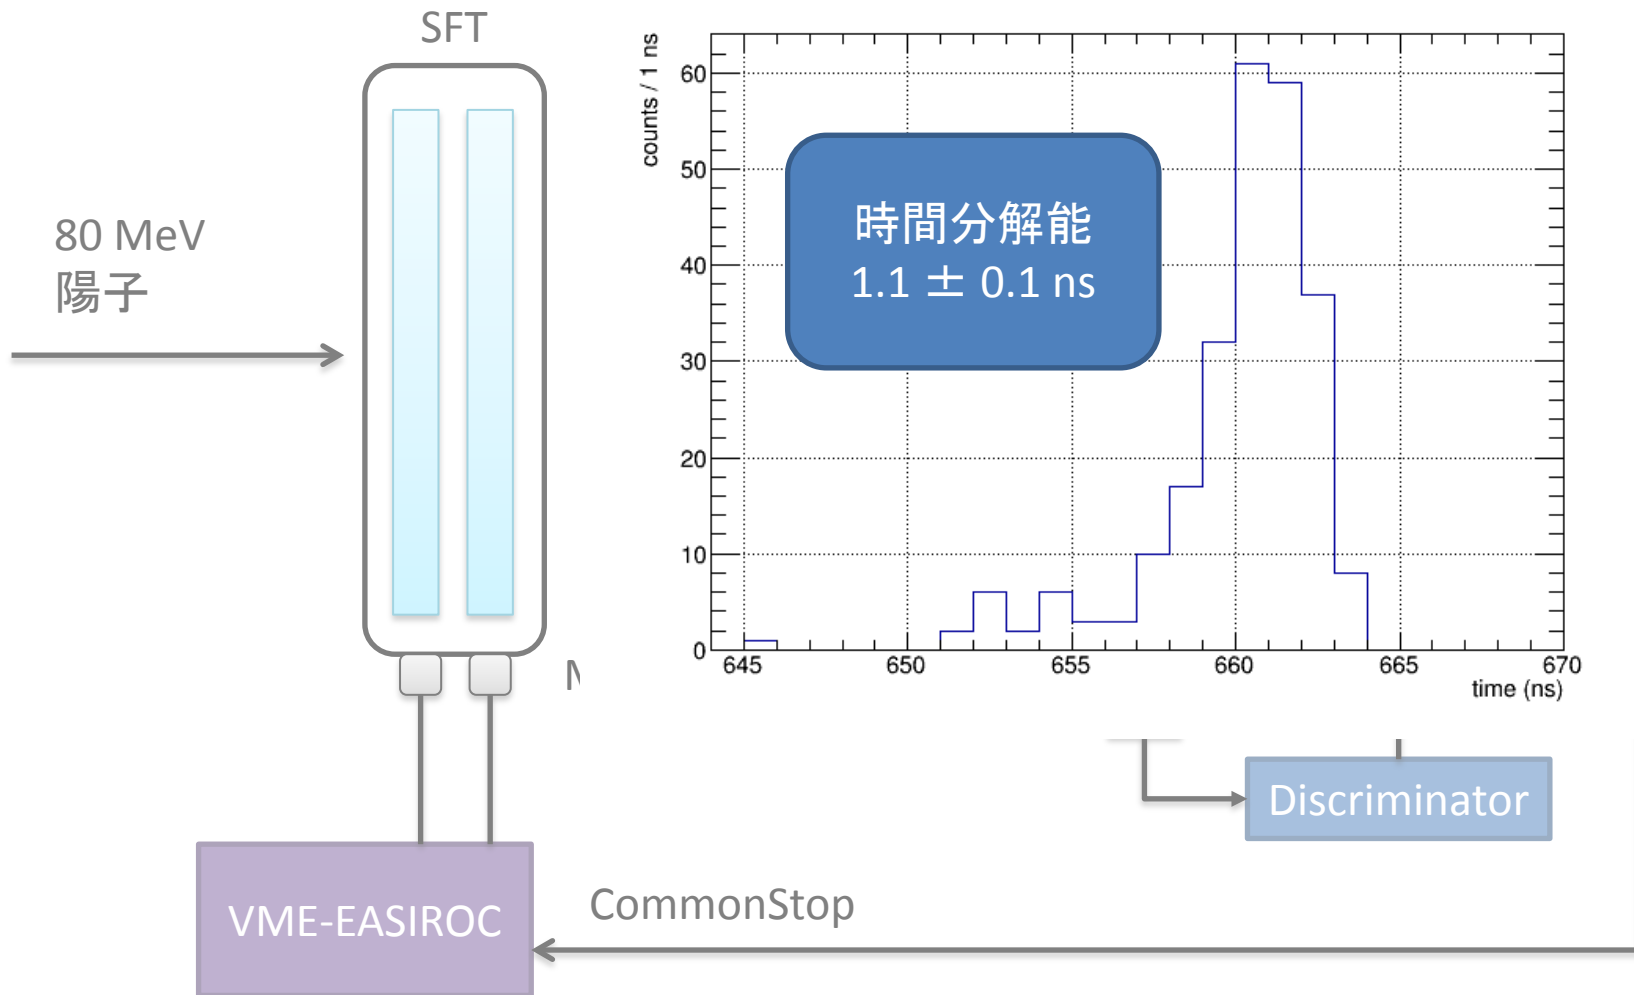 SFT
80 MeV
陽子
counts / 1 ns
60
50
40
30
20
10
0
645
650
655
660
665
670
time (ns)
時間分解能
1.1 ± 0.1 ns
Discriminator
VME-EASIROC
CommonStop